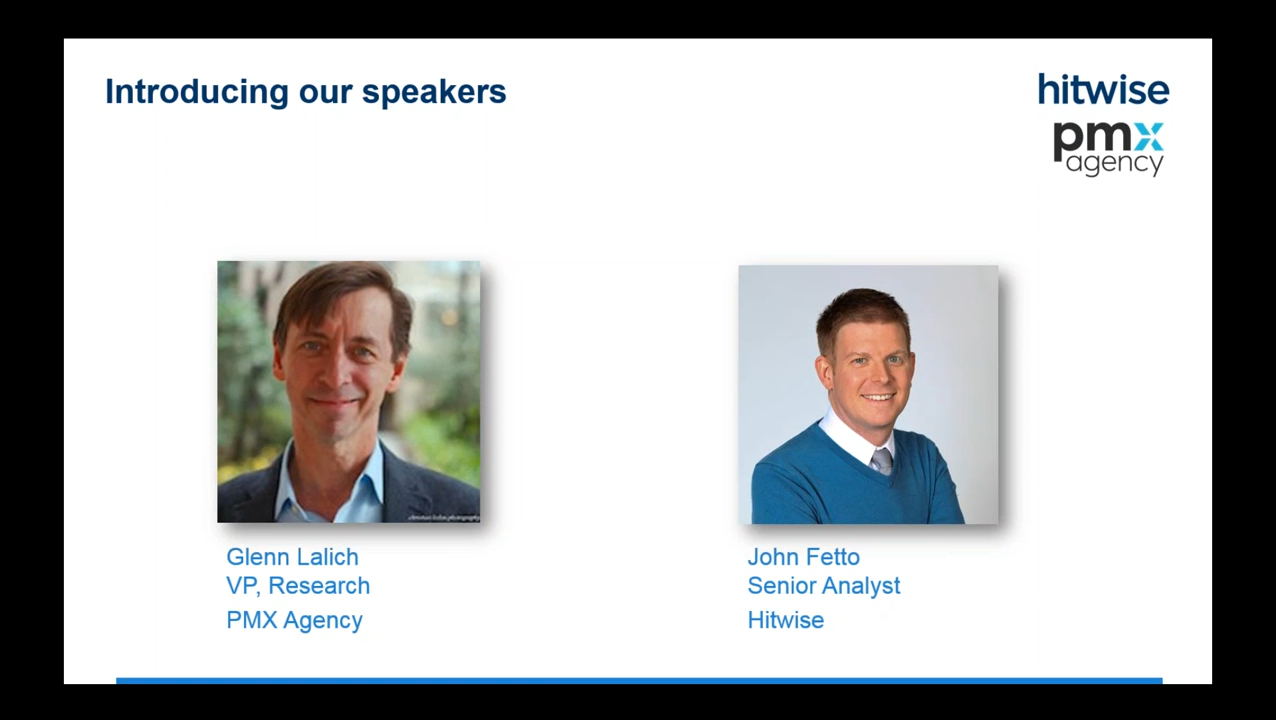 Introducing our speakers
hitwise
pmx
agency
Glenn Lalich
VP, Research
PMX Agency
John Fetto
Senior Analyst
Hitwise